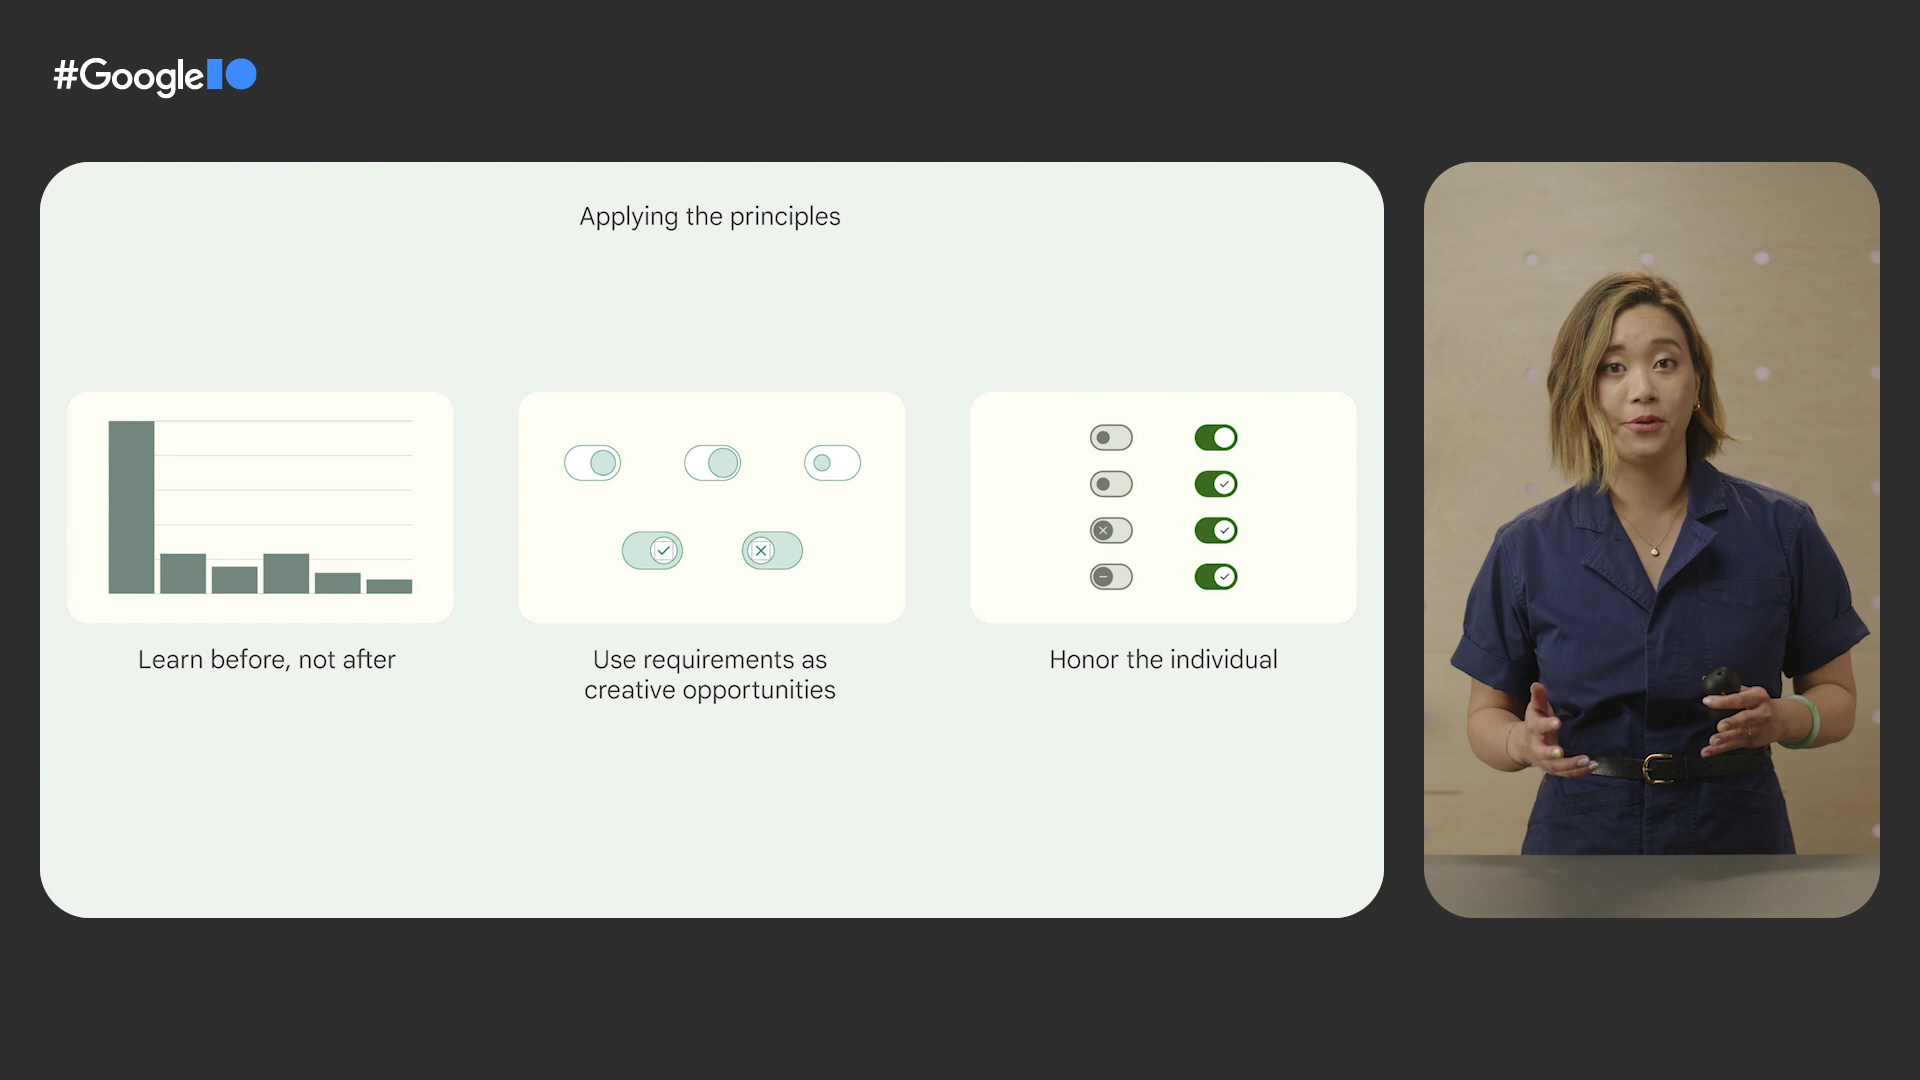 #GoogleIO
Applying the principles
Learn before, not after
Use requirements as
creative opportunities
Honor the individual